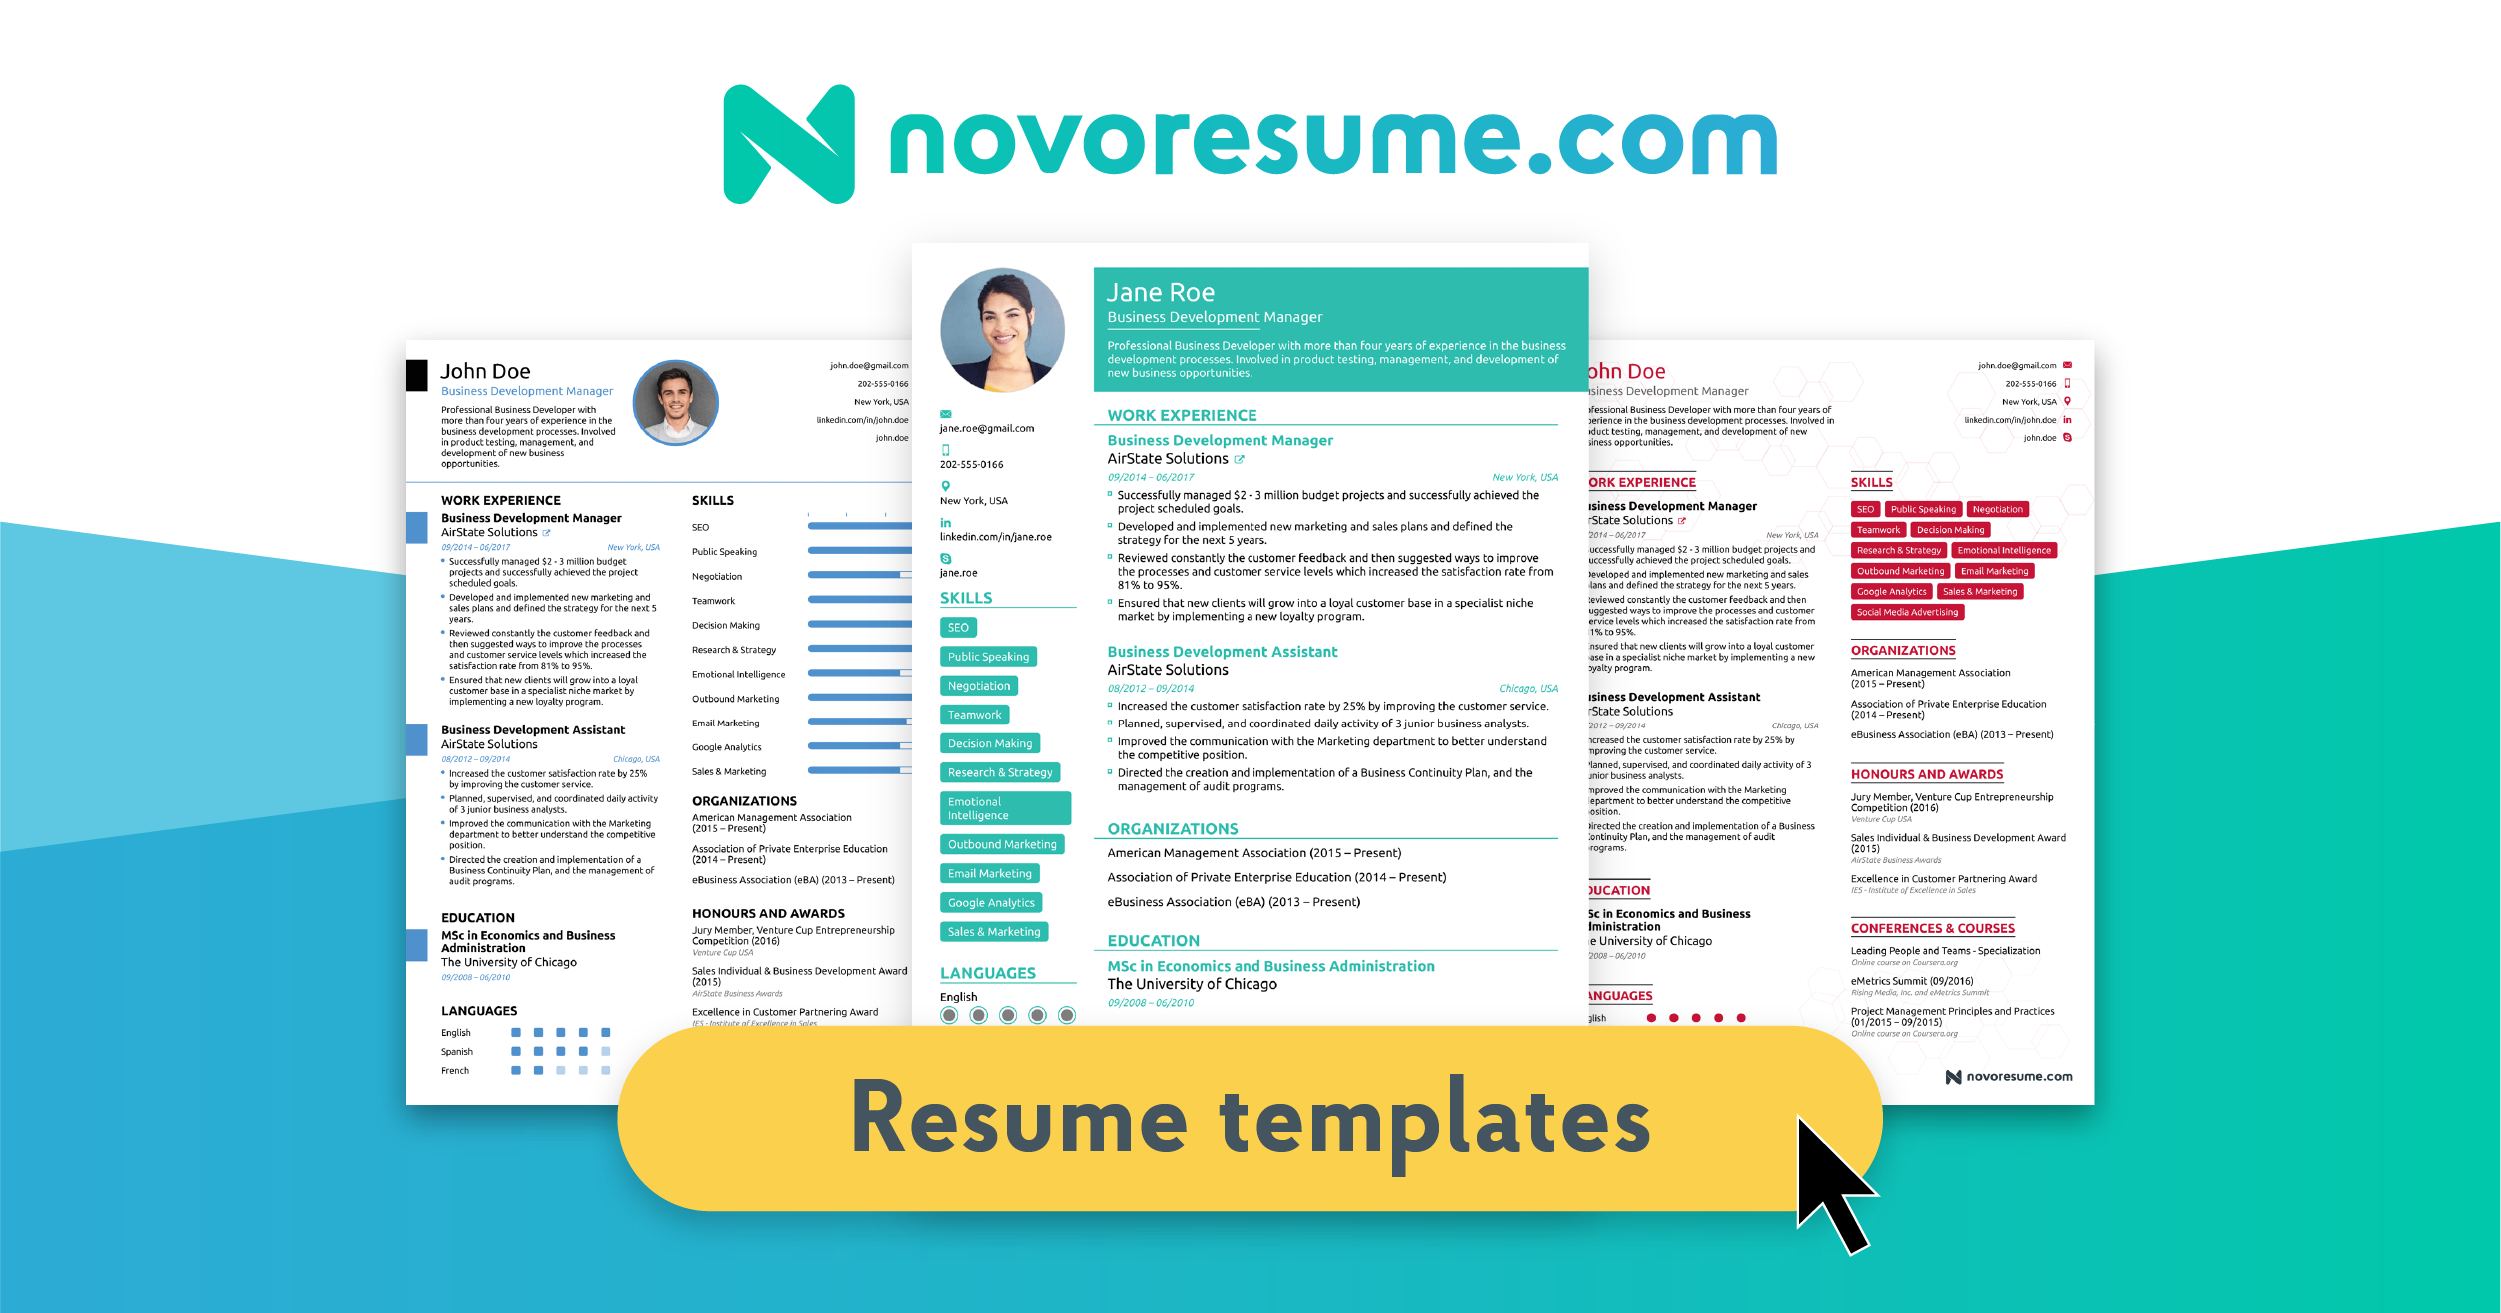 novoresume.com
John Doe
Business Development Manager
Professional Business Developer with
more than four years of experience in the
business development processes. Involved
in product testing, management, and
development of new business
opportunities.
john.doe@gmail.com
202-555-0166
New York, USA
linkedin.com/in/john.doe
john.doe
WORK EXPERIENCE
Business Development Manager
AirState Solutions
09/2014 – 06/2017 New York, USA
Successfully managed $2 - 3 million budget
projects and successfully achieved the project
scheduled goals.
Developed and implemented new marketing and
sales plans and defined the strategy for the next 5
years.
Reviewed constantly the customer feedback and
then suggested ways to improve the processes
and customer service levels which increased the
satisfaction rate from 81% to 95%.
Ensured that new clients will grow into a loyal
customer base in a specialist niche market by
implementing a new loyalty program.
Business Development Assistant
AirState Solutions
08/2012 – 09/2014 Chicago, USA
Increased the customer satisfaction rate by 25%
by improving the customer service.
Planned, supervised, and coordinated daily activity
of 3 junior business analysts.
Improved the communication with the Marketing
department to better understand the competitive
position.
Directed the creation and implementation of a
Business Continuity Plan, and the management of
audit programs.
EDUCATION
MSc in Economics and Business
Administration
The University of Chicago
09/2008 – 06/2010
LANGUAGES
English
Spanish
French
SKILLS
SEO
Public Speaking
Negotiation
Teamwork
Decision Making
Research & Strategy
Emotional Intelligence
Outbound Marketing
Email Marketing
Google Analytics
Sales & Marketing
ORGANIZATIONS
American Management Association
(2015 – Present)
Association of Private Enterprise Education
(2014 – Present)
eBusiness Association (eBA) (2013 – Present)
HONOURS AND AWARDS
Jury Member, Venture Cup Entrepreneurship
Competition (2016)
Venture Cup USA
Sales Individual & Business Development Award
(2015)
AirState Business Awards
Excellence in Customer Partnering Award
IES - Institute of Excellence in Sales
Jane Roe
Business Development Manager
Professional Business Developer with more than four years of experience in the business
development processes. Involved in product testing, management, and development of
new business opportunities.
jane.roe@gmail.com
202-555-0166
New York, USA
in
linkedin.com/in/jane.roe
jane.roe
SKILLS
SEO
Public Speaking
Negotiation
Teamwork
Decision Making
Research & Strategy
Emotional
Intelligence
Outbound Marketing
Email Marketing
Google Analytics
Sales & Marketing
LANGUAGES
English
WORK EXPERIENCE
Business Development Manager
AirState Solutions
09/2014 – 06/2017 New York, USA
Successfully managed $2 - 3 million budget projects and successfully achieved the
project scheduled goals.
Developed and implemented new marketing and sales plans and defined the
strategy for the next 5 years.
Reviewed constantly the customer feedback and then suggested ways to improve
the processes and customer service levels which increased the satisfaction rate from
81% to 95%.
Ensured that new clients will grow into a loyal customer base in a specialist niche
market by implementing a new loyalty program.
Business Development Assistant
AirState Solutions
08/2012 – 09/2014 Chicago, USA
Increased the customer satisfaction rate by 25% by improving the customer service.
Planned, supervised, and coordinated daily activity of 3 junior business analysts.
Improved the communication with the Marketing department to better understand
the competitive position.
Directed the creation and implementation of a Business Continuity Plan, and the
management of audit programs.
ORGANIZATIONS
American Management Association (2015 – Present)
Association of Private Enterprise Education (2014 – Present)
eBusiness Association (eBA) (2013 – Present)
EDUCATION
MSc in Economics and Business Administration
The University of Chicago
09/2008 – 06/2010
ohn Doe
siness Development Manager
ofessional Business Developer with more than four years of
perience in the business development processes. Involved in
oduct testing, management, and development of new
siness opportunities.
john.doe@gmail.com
202-555-0166
New York, USA
linkedin.com/in/john.doe in
john.doe
ORK EXPERIENCE
usiness Development Manager
rState Solutions
/2014 – 06/2017 New York, USA
uccessfully managed $2 - 3 million budget projects and
uccessfully achieved the project scheduled goals.
eveloped and implemented new marketing and sales
lans and defined the strategy for the next 5 years.
eviewed constantly the customer feedback and then
uggested ways to improve the processes and customer
ervice levels which increased the satisfaction rate from
1% to 95%.
nsured that new clients will grow into a loyal customer
ase in a specialist niche market by implementing a new
oyalty program.
usiness Development Assistant
rState Solutions
/2012 – 09/2014 Chicago, USA
ncreased the customer satisfaction rate by 25% by
mproving the customer service.
lanned, supervised, and coordinated daily activity of 3
unior business analysts.
mproved the communication with the Marketing
epartment to better understand the competitive
osition.
irected the creation and implementation of a Business
ontinuity Plan, and the management of audit
rograms.
DUCATION
Sc in Economics and Business
dministration
e University of Chicago
/2008 – 06/2010
ANGUAGES
glish
SKILLS
SEO Public Speaking Negotiation
Teamwork Decision Making
Research & Strategy Emotional Intelligence
Outbound Marketing Email Marketing
Google Analytics Sales & Marketing
Social Media Advertising
ORGANIZATIONS
American Management Association
(2015 – Present)
Association of Private Enterprise Education
(2014 – Present)
eBusiness Association (eBA) (2013 – Present)
HONOURS AND AWARDS
Jury Member, Venture Cup Entrepreneurship
Competition (2016)
Venture Cup USA
Sales Individual & Business Development Award
(2015)
AirState Business Awards
Excellence in Customer Partnering Award
IES - Institute of Excellence in Sales
CONFERENCES & COURSES
Leading People and Teams - Specialization
Online course on Coursera.org
eMetrics Summit (09/2016)
Rising Media, Inc. and eMetrics Summit
Project Management Principles and Practices
(01/2015 – 09/2015)
Online course on Coursera.org
novoresume.com
Resume templates